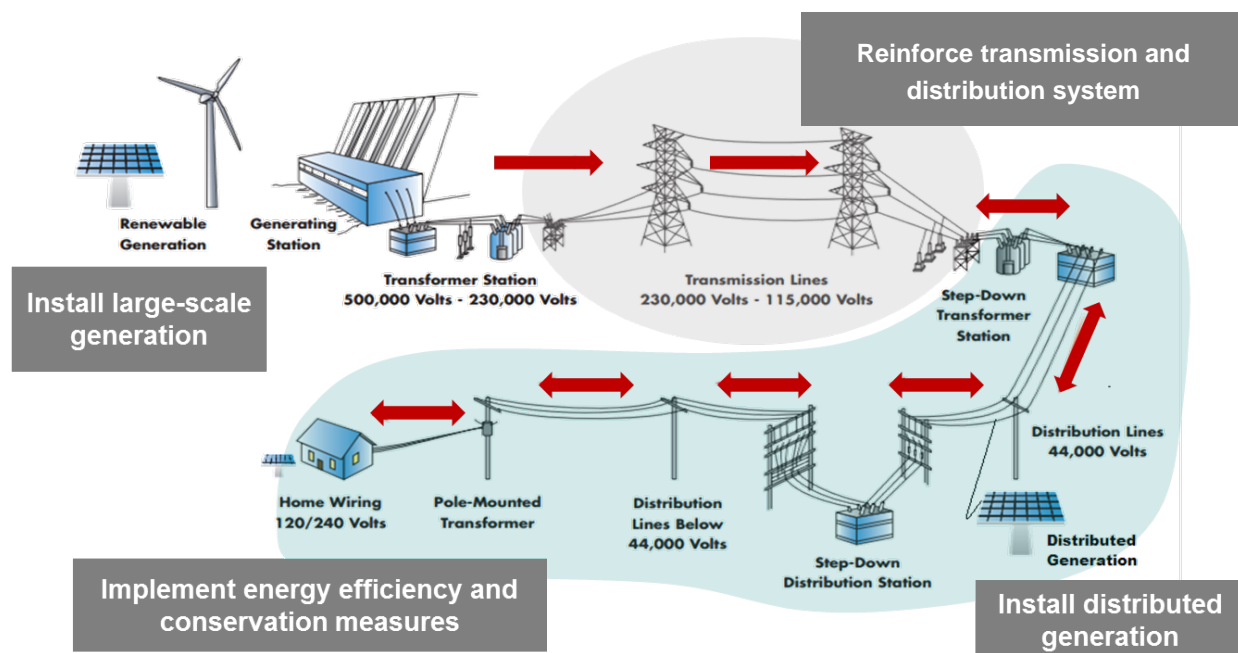 Reinforce transmission and
distribution system
Renewable
Generation
Generating
Station
Transformer Station
500,000 Volts - 230,000 Volts
Transmission Lines
230,000 Volts - 115,000 Volts
Step-Down
Transformer
Station
Install large-scale
generation
Home Wiring
120/240 Volts
Pole-Mounted
Transformer
Distribution
Lines Below
44,000 Volts
Step-Down
Distribution Station
Distribution Lines
44,000 Volts
Distributed
Generation
Implement energy efficiency and
conservation measures
Install distributed
generation